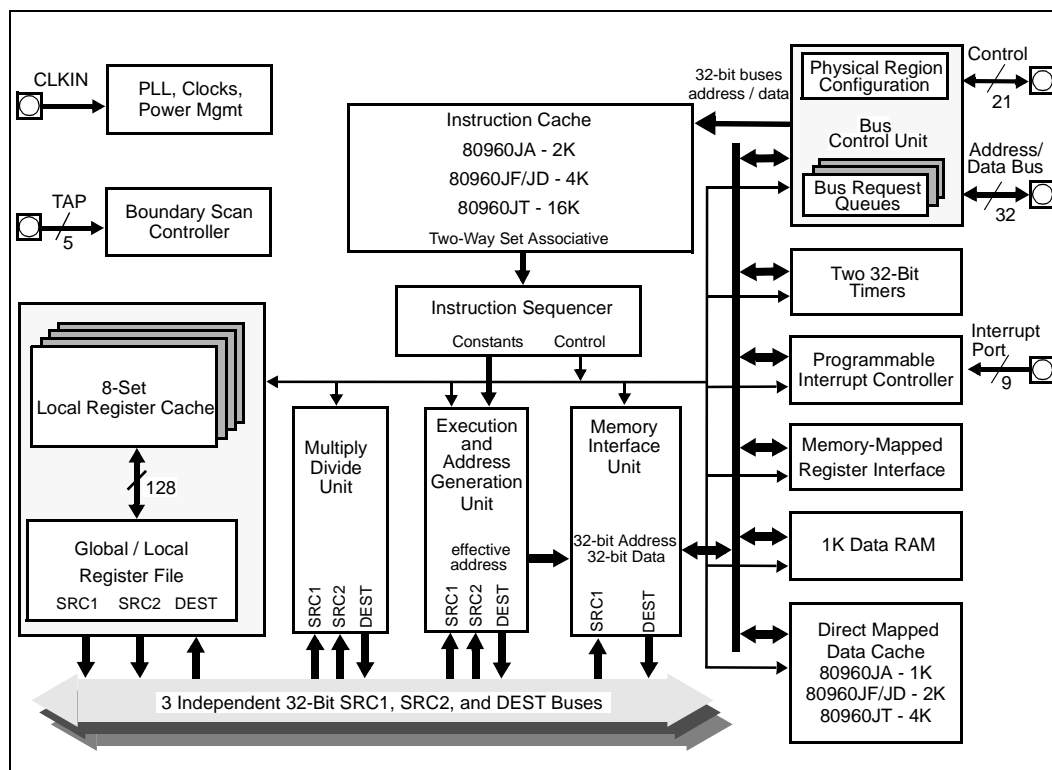 CLKIN
PLL, Clocks,
Power Mgmt
TAP
5
Boundary Scan
Controller
Instruction Cache
80960JA - 2K
80960JF/JD - 4K
80960JT - 16K
Two-Way Set Associative
32-bit buses
address / data
Physical Region
Configuration
Bus
Control Unit
Bus Request
Queues
Control
21
Address/
Data Bus
32
Instruction Sequencer
Constants
Control
Two 32-Bit
Timers
Programmable
Interrupt Controller
Interrupt
Port
9
Memory-Mapped
Register Interface
1K Data RAM
Direct Mapped
Data Cache
80960JA - 1K
80960JF/JD - 2K
80960JT - 4K
8-Set
Local Register Cache
128
Global / Local
Register File
SRC1 SRC2 DEST
Multiply
Divide
Unit
SRC1
SRC2
DEST
Execution
and
Address
Generation
Unit
effective
address
SRC1
SRC2
DEST
Memory
Interface
Unit
32-bit Address
32-bit Data
SRC1
DEST
3 Independent 32-Bit SRC1, SRC2, and DEST Buses